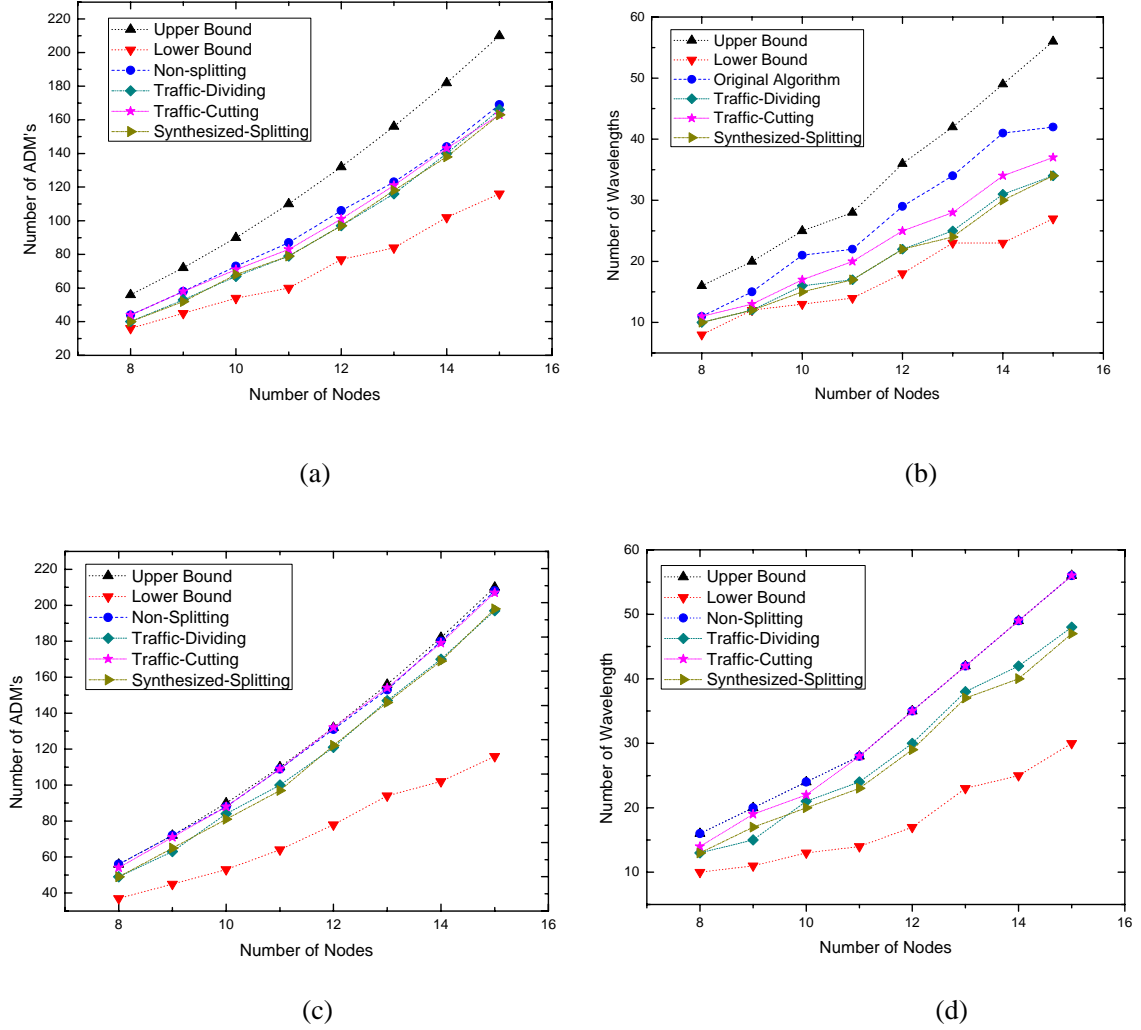 220
200
180
160
140
120
100
80
60
40
20
8
10
12
14
16
Number of ADM's
Number of Nodes
Upper Bound
Lower Bound
Non-splitting
Traffic-Dividing
Traffic-Cutting
Synthesized-Splitting
(a)
60
50
40
30
20
10
8
10
12
14
16
Number of Wavelengths
Number of Nodes
Upper Bound
Lower Bound
Original Algorithm
Traffic-Dividing
Traffic-Cutting
Synthesized-Splitting
(b)
220
200
180
160
140
120
100
80
60
40
8
10
12
14
16
Number of ADM's
Number of Nodes
Upper Bound
Lower Bound
Non-Splitting
Traffic-Dividing
Traffic-Cutting
Synthesized-Splitting
(c)
60
50
40
30
20
10
8
10
12
14
16
Number of Wavelength
Number of Nodes
Upper Bound
Lower Bound
Non-Splitting
Traffic-Dividing
Traffic-Cutting
Synthesized-Splitting
(d)